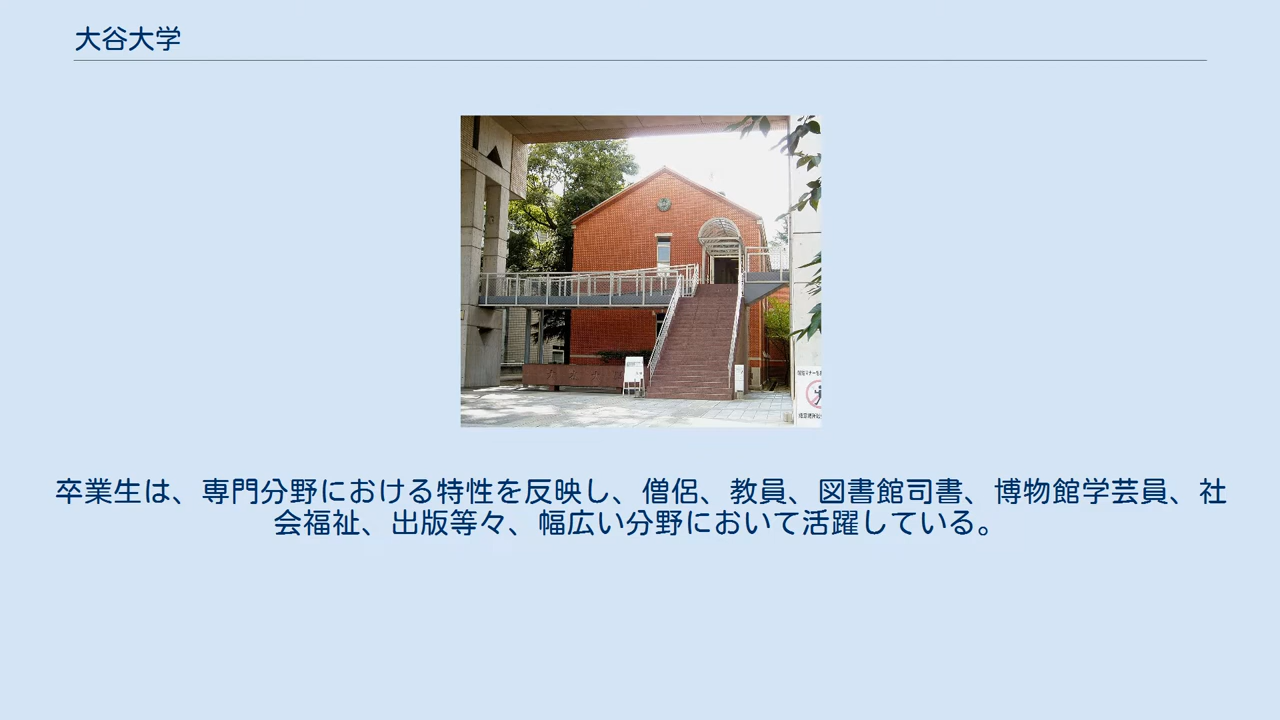 大谷大学
卒業生は、専門分野における特性を反映し、僧侶、教員、図書館司書、博物館学芸員、社
会福祉、出版等々、幅広い分野において活躍している。